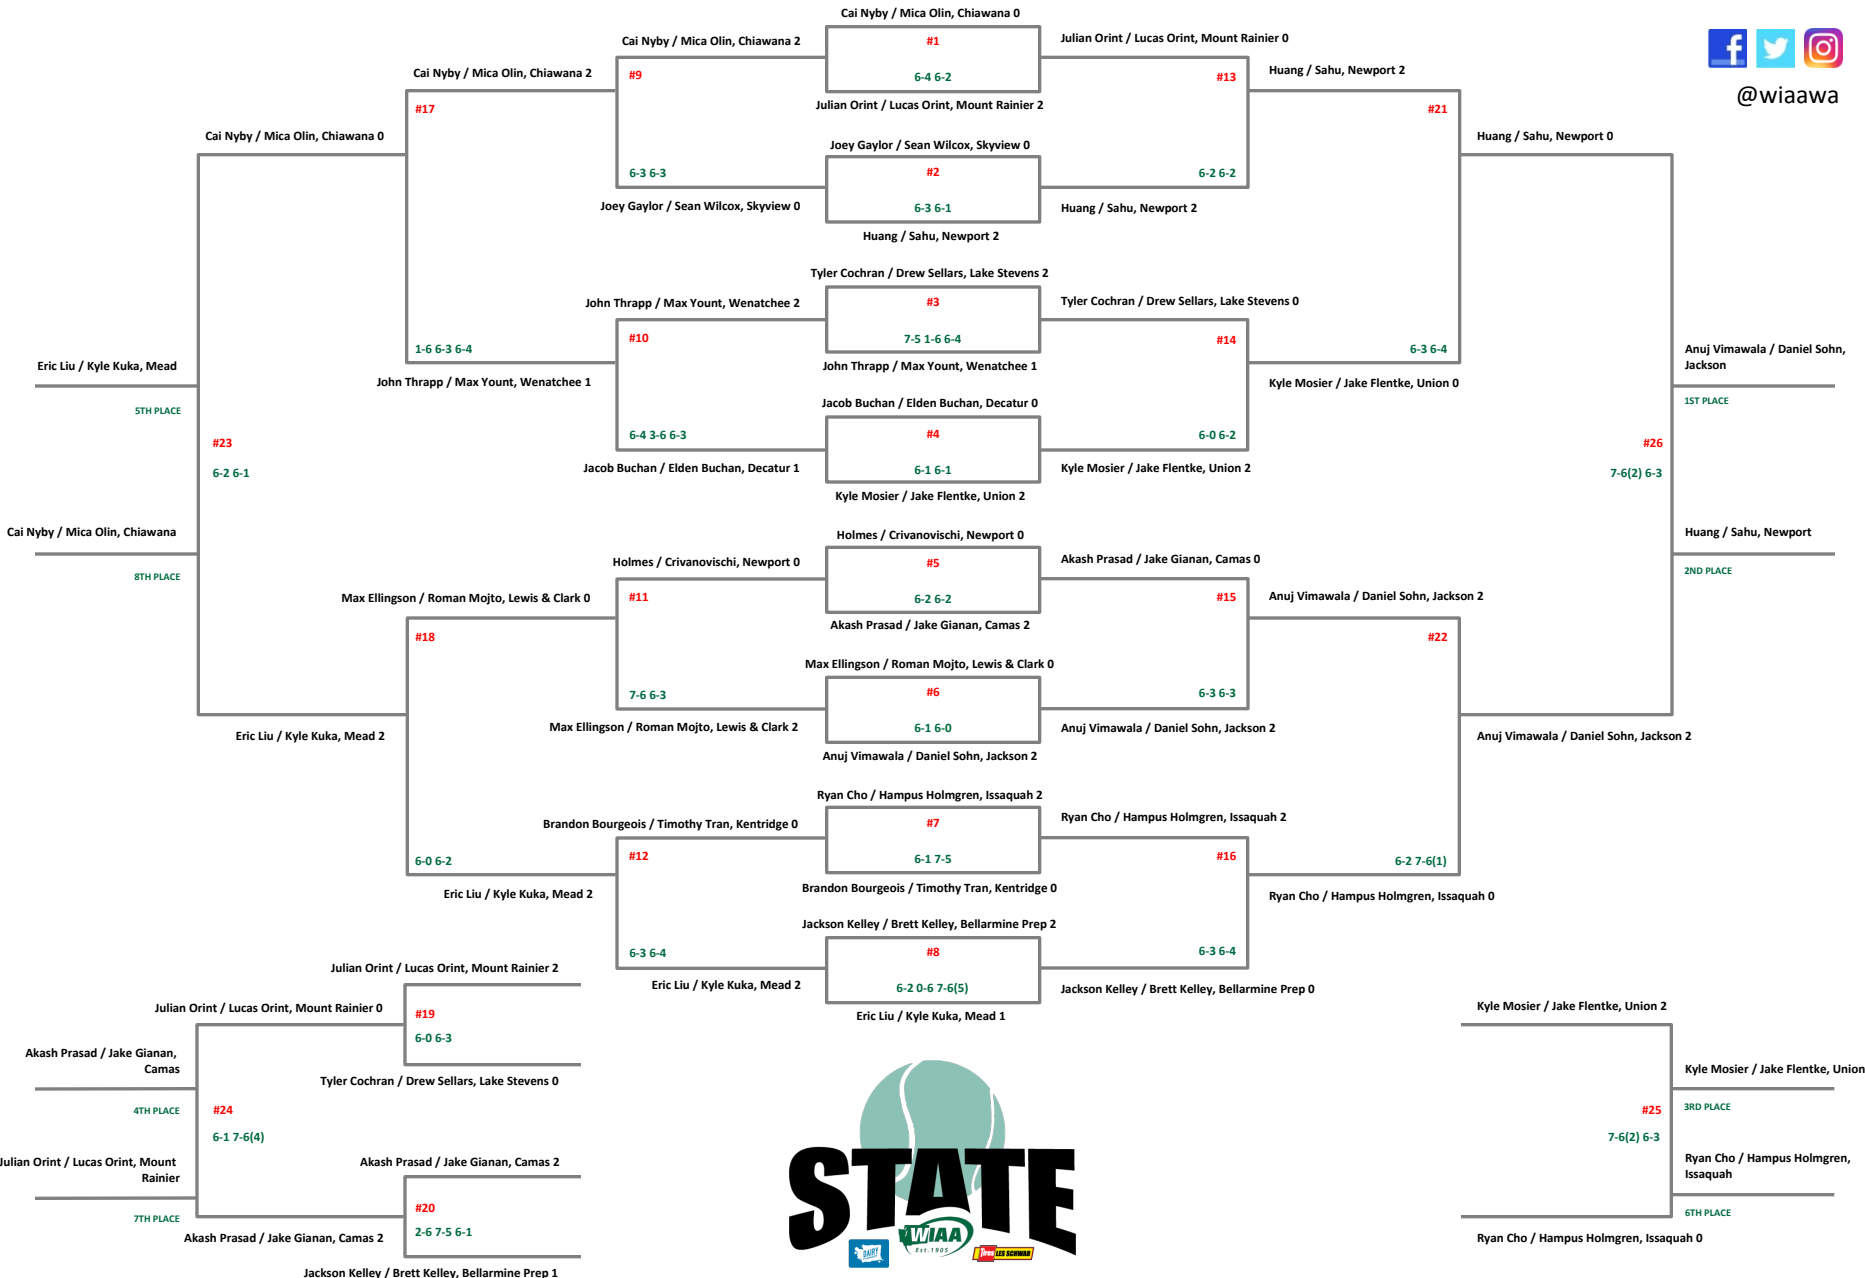 Cai Nyby / Mica Olin, Chiawana 0
#1
6-4 6-2
Julian Orint / Lucas Orint, Mount Rainier 2
Joey Gaylor / Sean Wilcox, Skyview 0
#2
6-3 6-1
Huang / Sahu, Newport 2
Tyler Cochran / Drew Sellars, Lake Stevens 2
#3
7-5 1-6 6-4
John Thrapp / Max Yount, Wenatchee 1
Jacob Buchan / Elden Buchan, Decatur 0
#4
6-1 6-1
Kyle Mosier / Jake Flentke, Union 2
Holmes / Crivanovischi, Newport 0
#5
6-2 6-2
Akash Prasad / Jake Gianan, Camas 2
Max Ellingson / Roman Mojto, Lewis & Clark 0
#6
6-1 6-0
Anuj Vimawala / Daniel Sohn, Jackson 2
Ryan Cho / Hampus Holmgren, Issaquah 2
#7
6-1 7-5
Brandon Bourgeois / Timothy Tran, Kentridge 0
Jackson Kelley / Brett Kelley, Bellarmine Prep 2
#8
6-2 0-6 7-6(5)
Eric Liu / Kyle Kuka, Mead 1
Cai Nyby / Mica Olin, Chiawana 2
#9
6-3 6-3
Joey Gaylor / Sean Wilcox, Skyview 0
John Thrapp / Max Yount, Wenatchee 2
#10
6-4 3-6 6-3
Jacob Buchan / Elden Buchan, Decatur 1
Holmes / Crivanovischi, Newport 0
#11
7-6 6-3
Max Ellingson / Roman Mojto, Lewis & Clark 2
Brandon Bourgeois / Timothy Tran, Kentridge 0
#12
6-3 6-4
Eric Liu / Kyle Kuka, Mead 2
Julian Orint / Lucas Orint, Mount Rainier 0
#13
6-2 6-2
Huang / Sahu, Newport 2
Tyler Cochran / Drew Sellars, Lake Stevens 0
#14
6-0 6-2
Kyle Mosier / Jake Flentke, Union 2
Akash Prasad / Jake Gianan, Camas 0
#15
6-3 6-3
Anuj Vimawala / Daniel Sohn, Jackson 2
Ryan Cho / Hampus Holmgren, Issaquah 2
#16
6-3 6-4
Jackson Kelley / Brett Kelley, Bellarmine Prep 0
Cai Nyby / Mica Olin, Chiawana 2
#17
1-6 6-3 6-4
John Thrapp / Max Yount, Wenatchee 1
Max Ellingson / Roman Mojto, Lewis & Clark 0
#18
6-0 6-2
Eric Liu / Kyle Kuka, Mead 2
Julian Orint / Lucas Orint, Mount Rainier 2
#19
6-0 6-3
Tyler Cochran / Drew Sellars, Lake Stevens 0
Akash Prasad / Jake Gianan, Camas 2
#20
2-6 7-5 6-1
Jackson Kelley / Brett Kelley, Bellarmine Prep 1
Huang / Sahu, Newport 2
#21
6-3 6-4
Kyle Mosier / Jake Flentke, Union 0
Anuj Vimawala / Daniel Sohn, Jackson 2
#22
6-2 7-6(1)
Ryan Cho / Hampus Holmgren, Issaquah 0
Cai Nyby / Mica Olin, Chiawana 0
#23
6-2 6-1
Eric Liu / Kyle Kuka, Mead 2
Eric Liu / Kyle Kuka, Mead
5TH PLACE
Cai Nyby / Mica Olin, Chiawana
8TH PLACE
Julian Orint / Lucas Orint, Mount Rainier 0
#24
6-1 7-6(4)
Akash Prasad / Jake Gianan, Camas 2
Akash Prasad / Jake Gianan,
Camas
4TH PLACE
Julian Orint / Lucas Orint, Mount
Rainier
7TH PLACE
Kyle Mosier / Jake Flentke, Union 2
#25
7-6(2) 6-3
Ryan Cho / Hampus Holmgren, Issaquah 0
Kyle Mosier / Jake Flentke, Union
3RD PLACE
Ryan Cho / Hampus Holmgren,
Issaquah
6TH PLACE
Huang / Sahu, Newport 0
#26
7-6(2) 6-3
Anuj Vimawala / Daniel Sohn, Jackson 2
Anuj Vimawala / Daniel Sohn,
Jackson
1ST PLACE
Huang / Sahu, Newport
2ND PLACE
@wiaawa
STATE
WIAA
Est. 1905
DAIRY
Tires LES SCHWAB